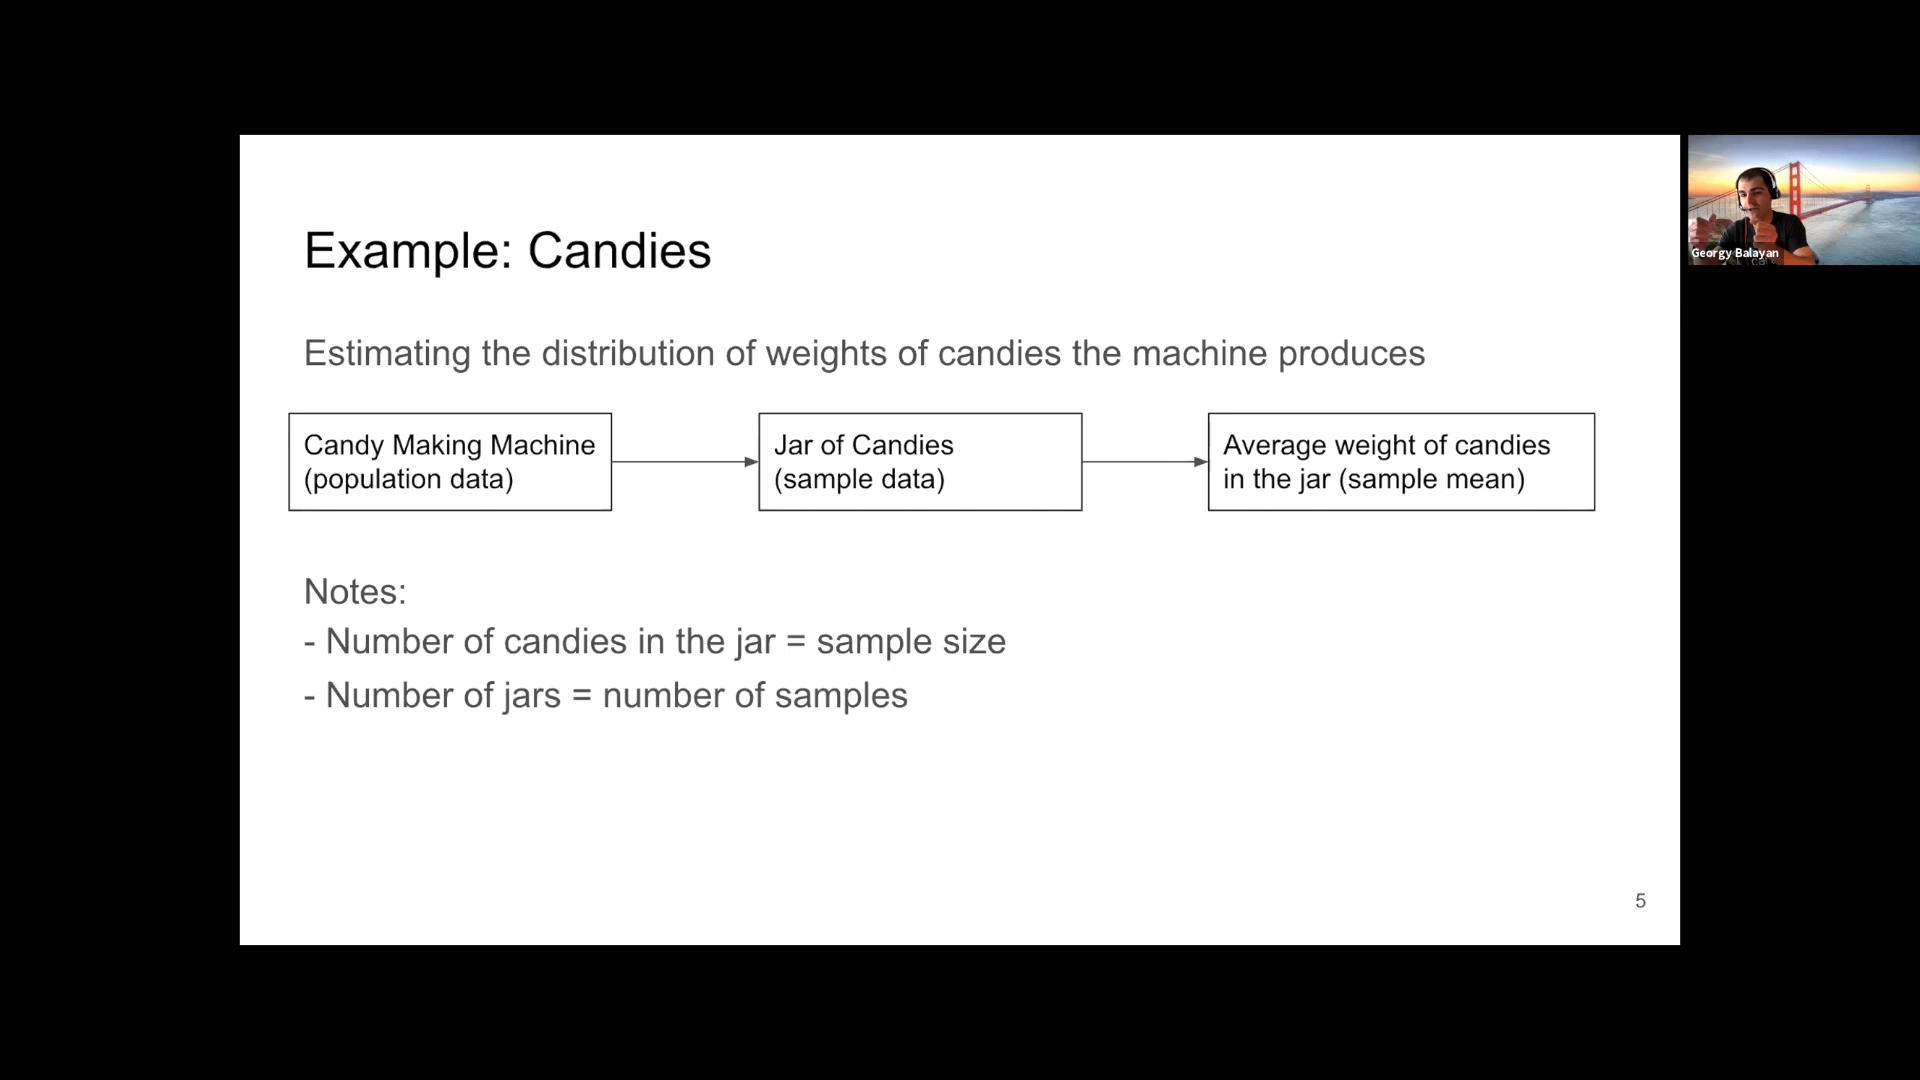 Example: Candies
Estimating the distribution of weights of candies the machine produces
Candy Making Machine
(population data)
Jar of Candies
(sample data)
Average weight of candies
in the jar (sample mean)
Notes:
- Number of candies in the jar = sample size
- Number of jars = number of samples
5
Georgy Balayan